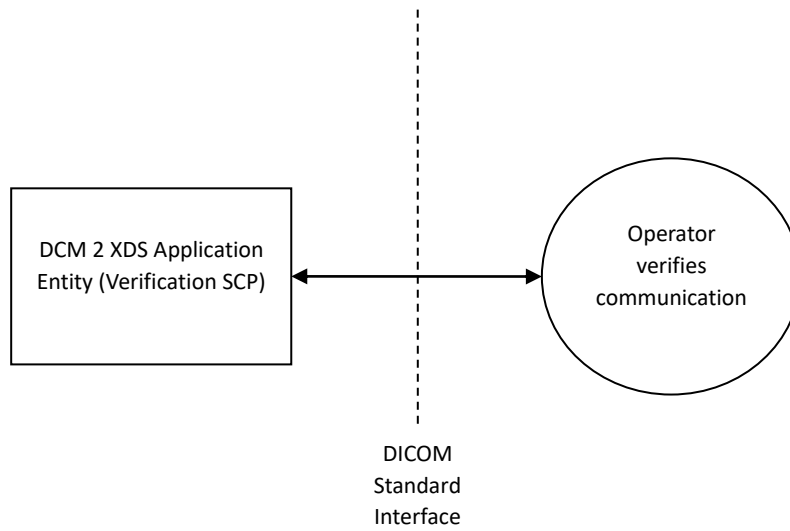 DCM 2 XDS Application
Entity (Verification SCP)
Operator
verifies
communication
DICOM
Standard
Interface